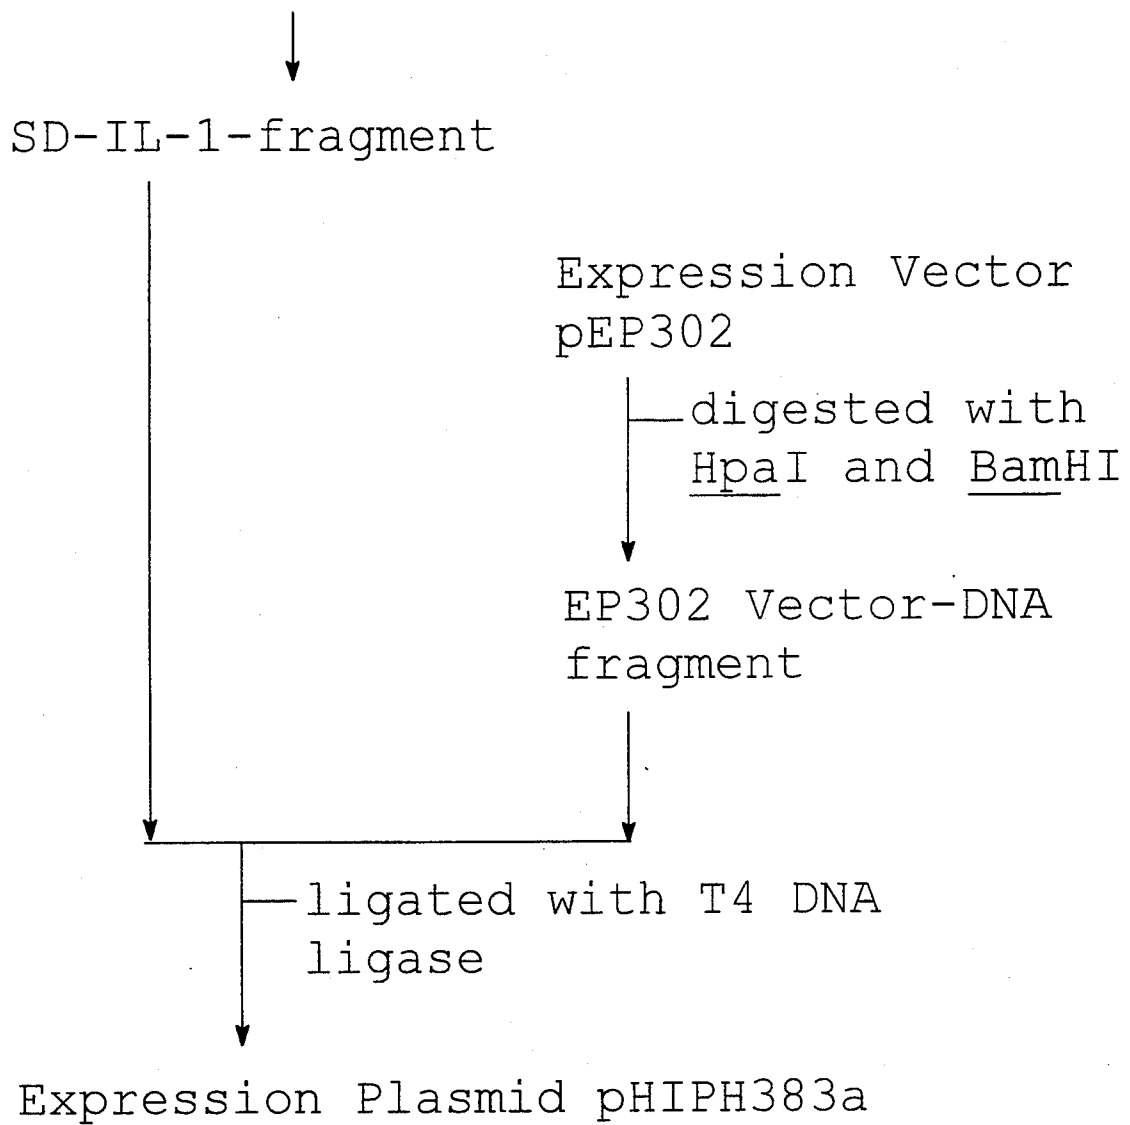 SD-IL-1-fragment
Expression Vector
pEP302
digested with
HpaI and BamHI
EP302 Vector-DNA
fragment
ligated with T4 DNA
ligase
Expression Plasmid pHIPH383a